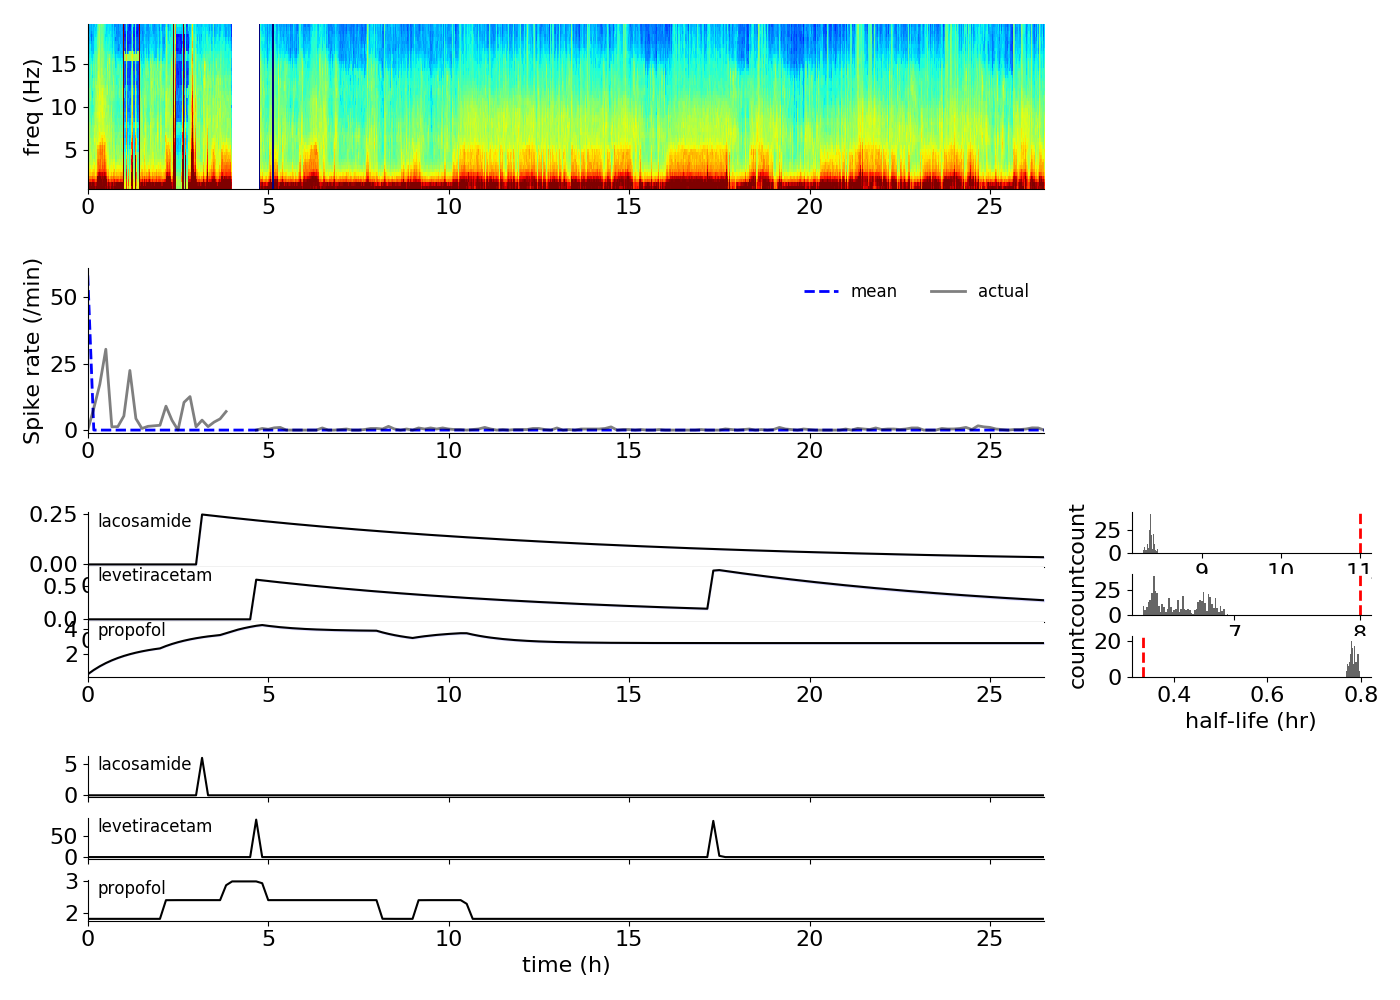 freq (Hz)
15
10
5
0 5 10 15 20 25
Spike rate (/min)
50
25
0
mean actual
0 5 10 15 20 25
0.25
0.00
lacosamide
0.5
0.0
levetiracetam
4
2
propofol
0 5 10 15 20 25
count
25
0
9 10 11
count
25
0
7 8
count
20
0
0.4 0.6 0.8
half-life (hr)
5
0
lacosamide
50
0
levetiracetam
3
2
propofol
0 5 10 15 20 25
time (h)